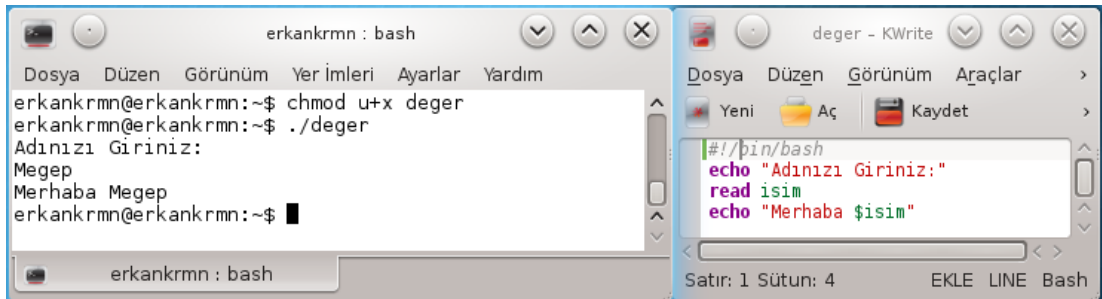 erkankrmn : bash
Dosya Düzen Görünüm Yer İmleri Ayarlar Yardım
erkankrmn@erkankrmn:~$ chmod u+x deger
erkankrmn@erkankrmn:~$ ./deger
Adınızı Giriniz:
Megep
Merhaba Megep
erkankrmn@erkankrmn:~$
erkankrmn : bash
deger – KWrite
Dosya Düzen Görünüm Araçlar
Yeni Aç Kaydet
#!/bin/bash
echo "Adınızı Giriniz:"
read isim
echo "Merhaba $isim"
Satır: 1 Sütun: 4 EKLE LINE Bash